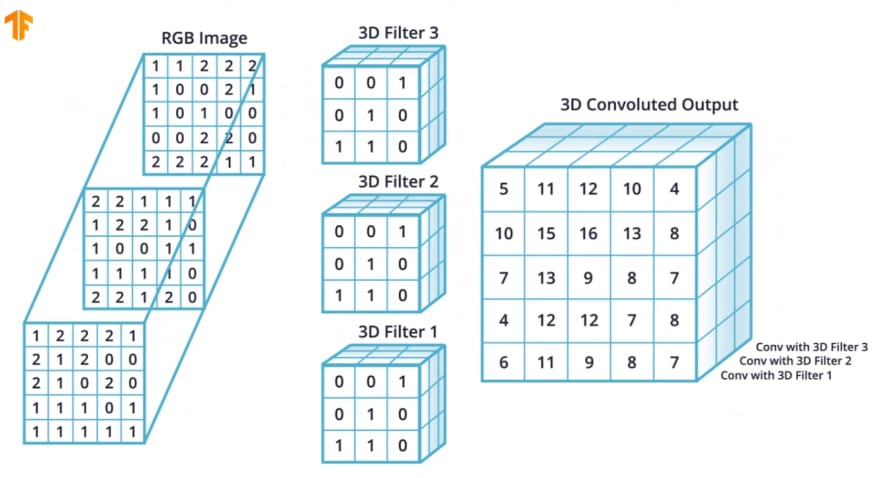 RGB Image
1 1 2 2 2
1 0 0 2 1
1 0 1 0 0
0 0 2 2 0
2 2 2 1 1
2 2 1 1 1
1 2 2 1 0
1 0 0 1 1
1 1 1 1 0
2 2 1 2 0
1 2 2 2 1
2 1 2 0 0
2 1 0 2 0
1 1 1 0 1
1 1 1 1 1
3D Filter 3
0 0 1
0 1 0
1 1 0
3D Filter 2
0 0 1
0 1 0
1 1 0
3D Filter 1
0 0 1
0 1 0
1 1 0
3D Convoluted Output
5 11 12 10 4
10 15 16 13 8
7 13 9 8 7
4 12 12 7 8
6 11 9 8 7
Conv with 3D Filter 3
Conv with 3D Filter 2
Conv with 3D Filter 1